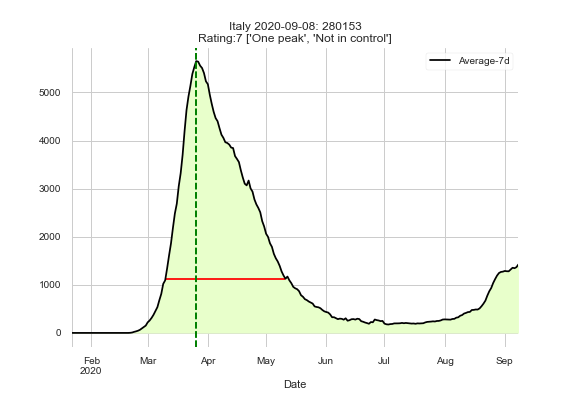 Italy 2020-09-08: 280153
Rating:7 ['One peak', 'Not in control']
Average-7d
5000
4000
3000
2000
1000
0
Feb
2020
Mar
Apr
May
Jun
Jul
Aug
Sep
Date